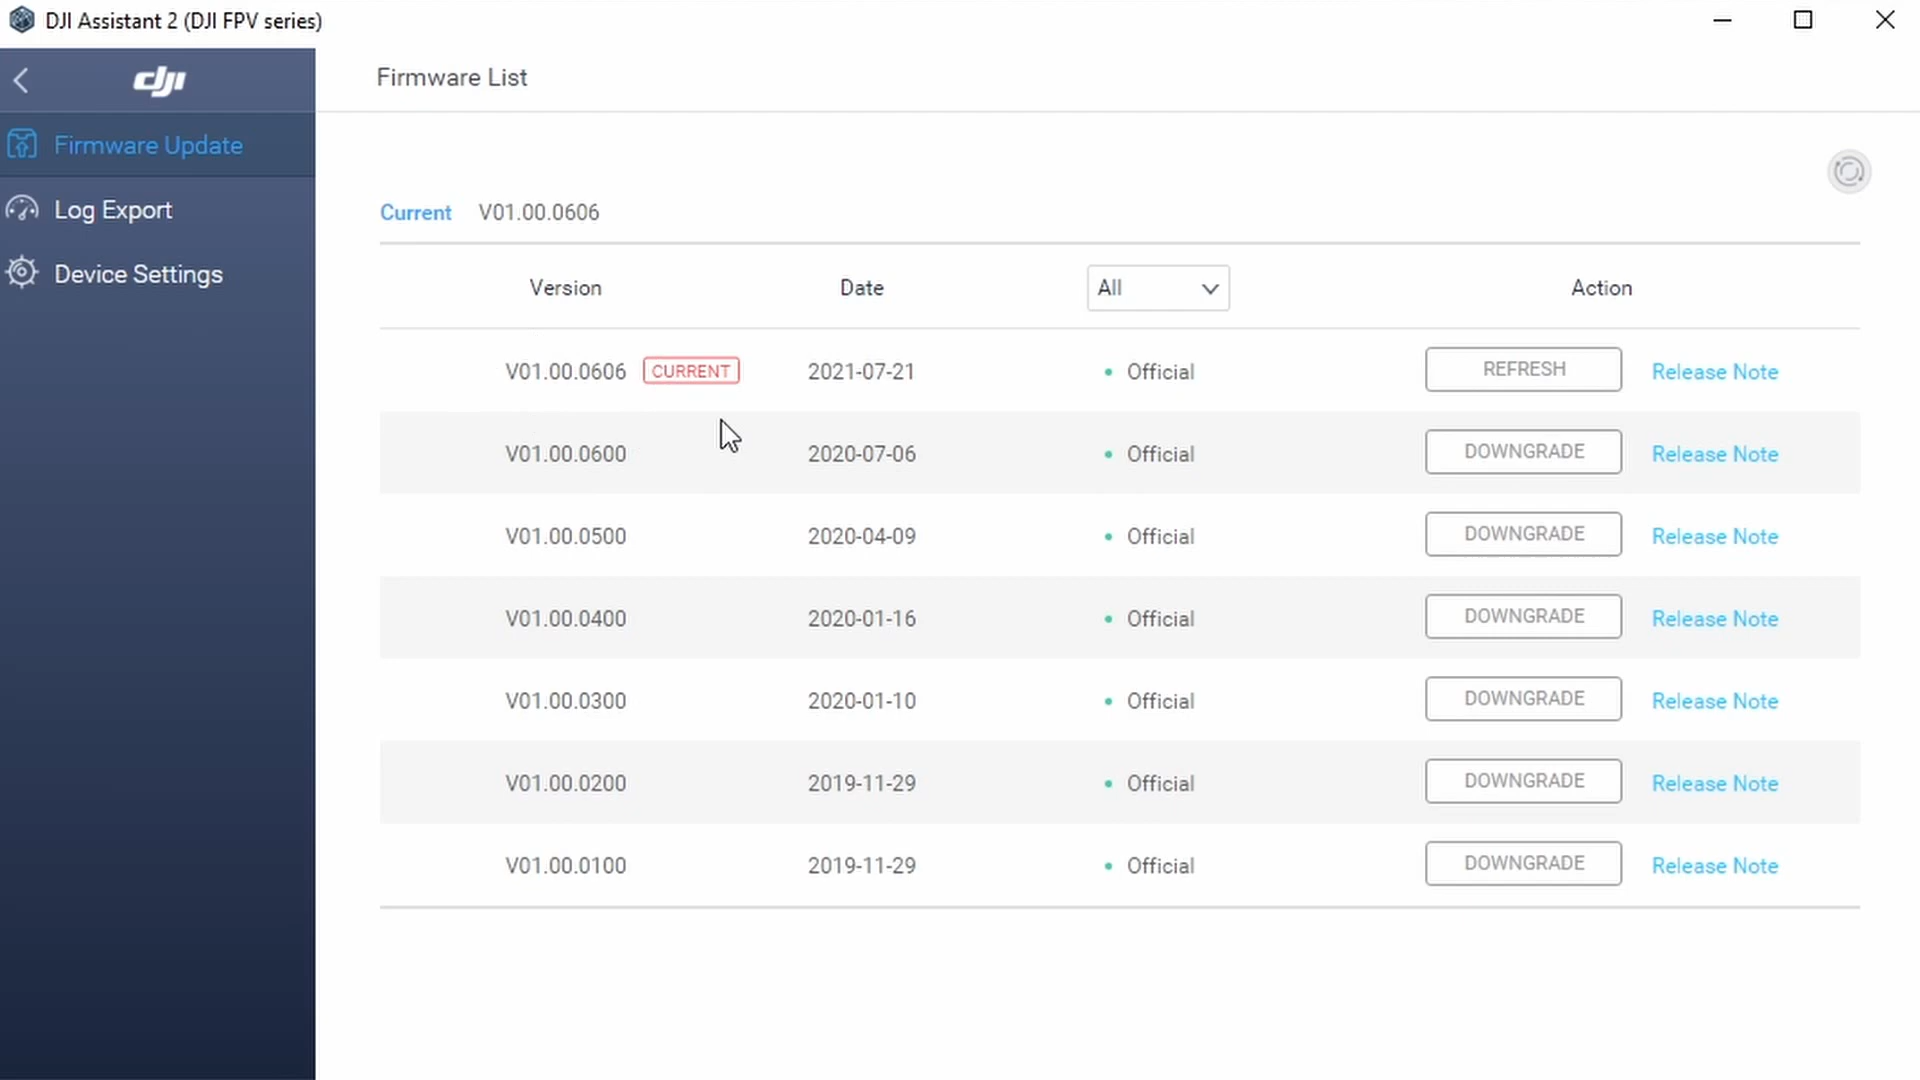 DJI Assistant 2 (DJI FPV series)
dji
Firmware List
Firmware Update
Log Export
Device Settings
Current V01.00.0606
Version Date All Action
V01.00.0606 CURRENT 2021-07-21 Official REFRESH Release Note
V01.00.0600 2020-07-06 Official DOWNGRADE Release Note
V01.00.0500 2020-04-09 Official DOWNGRADE Release Note
V01.00.0400 2020-01-16 Official DOWNGRADE Release Note
V01.00.0300 2020-01-10 Official DOWNGRADE Release Note
V01.00.0200 2019-11-29 Official DOWNGRADE Release Note
V01.00.0100 2019-11-29 Official DOWNGRADE Release Note